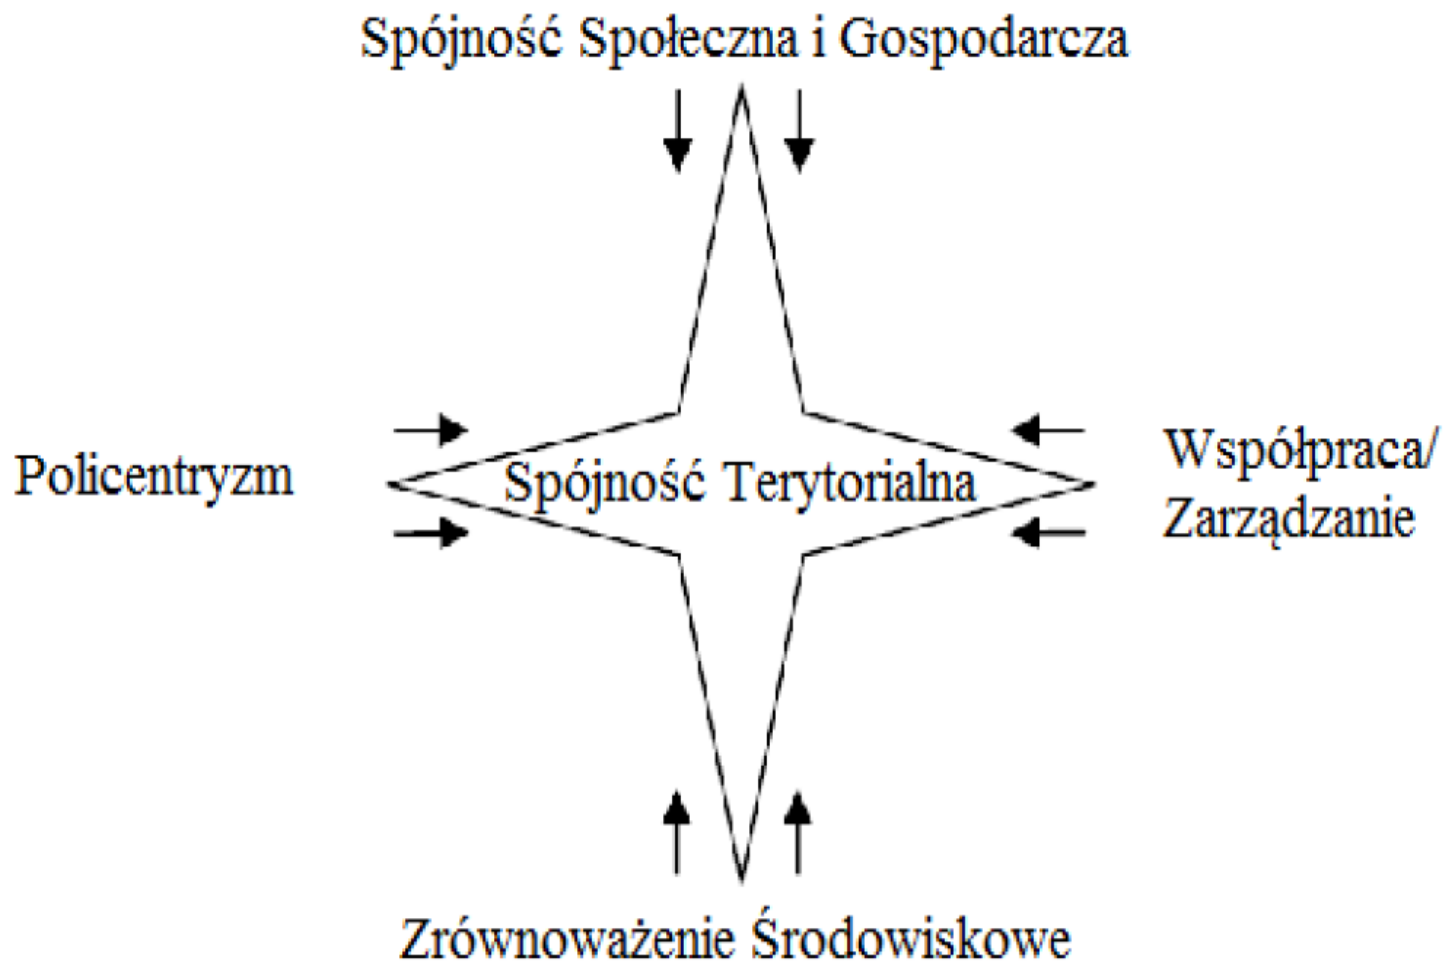 Spójność Społeczna i Gospodarcza
Policentryzm
Spójność Terytorialna
Współpraca/
Zarządzanie
Zrównoważenie Środowiskowe